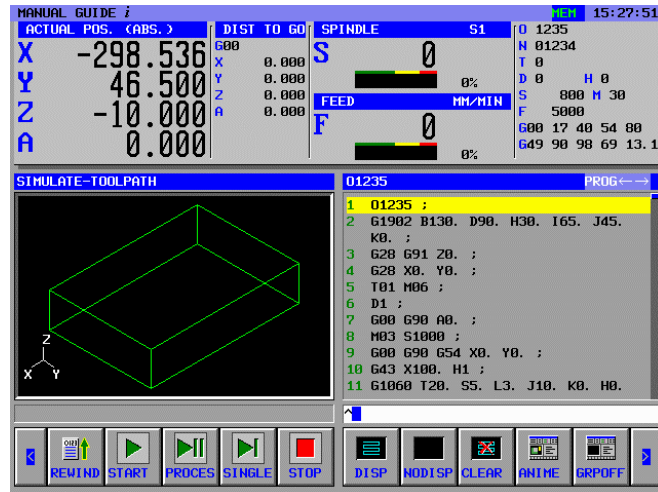 MANUAL GUIDE i MEM 15:27:51
ACTUAL POS. (ABS.)
X -298.536
Y 46.500
Z -10.000
A 0.000
DIST TO GO
G00
X 0.000
Y 0.000
Z 0.000
A 0.000
SPINDLE S1
S 0
0%
FEED MM/MIN
F 0
0%
O 1235
N 01234
T 0
D 0 H 0
S 800 M 30
F 5000
G00 17 40 54 80
G49 90 98 69 13.1
SIMULATE-TOOLPATH
Z
X Y
O1235 PROG←→
1 O1235 ;
2 G1902 B130. D90. H30. I65. J45.
K0. ;
3 G28 G91 Z0. ;
4 G28 X0. Y0. ;
5 T01 M06 ;
6 D1 ;
7 G00 G90 A0. ;
8 M03 S1000 ;
9 G00 G90 G54 X0. Y0. ;
10 G43 X100. H1 ;
11 G1060 T20. S5. L3. J10. K0. H0.
^
< REWIND START PROCES SINGLE STOP DISP NODISP CLEAR ANIME GRPOFF >